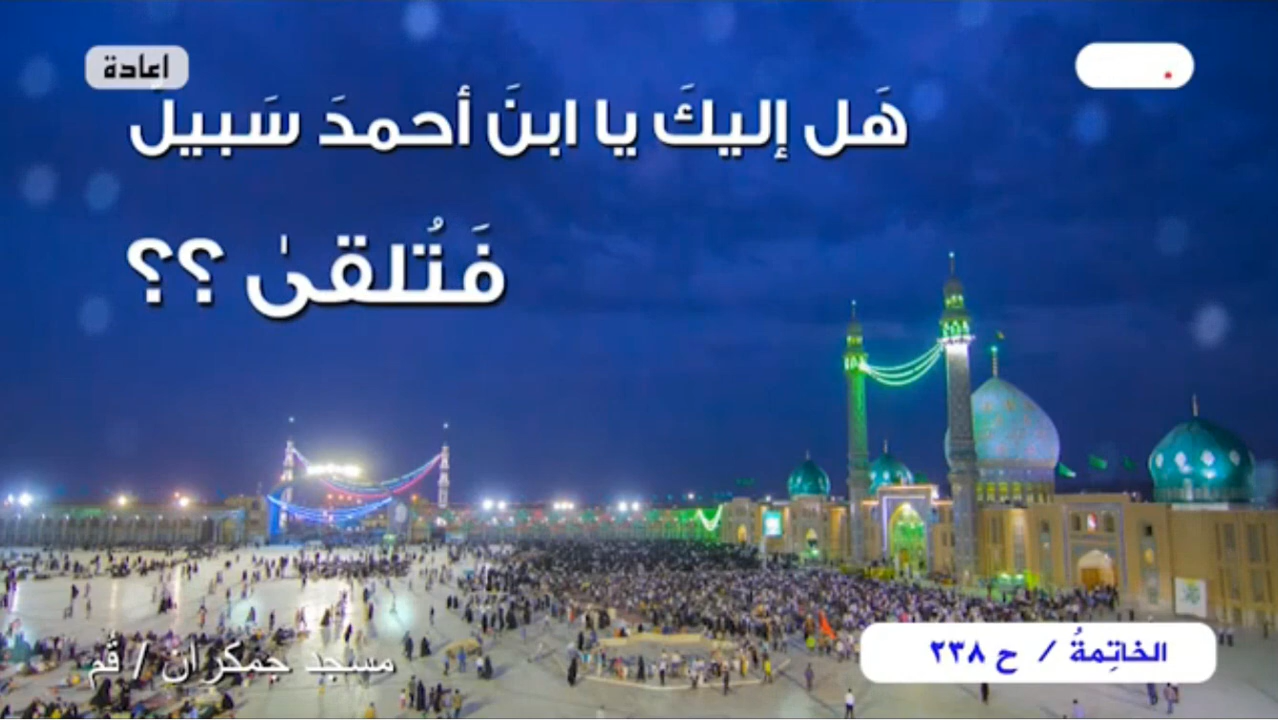 اعادة
هَل إليكَ يا ابنَ أحمدَ سَبيلٌ
فَتُلقىٰ ؟؟
الخاتِمةُ / ح ٢٣٨
مسجد جمكران / قُم